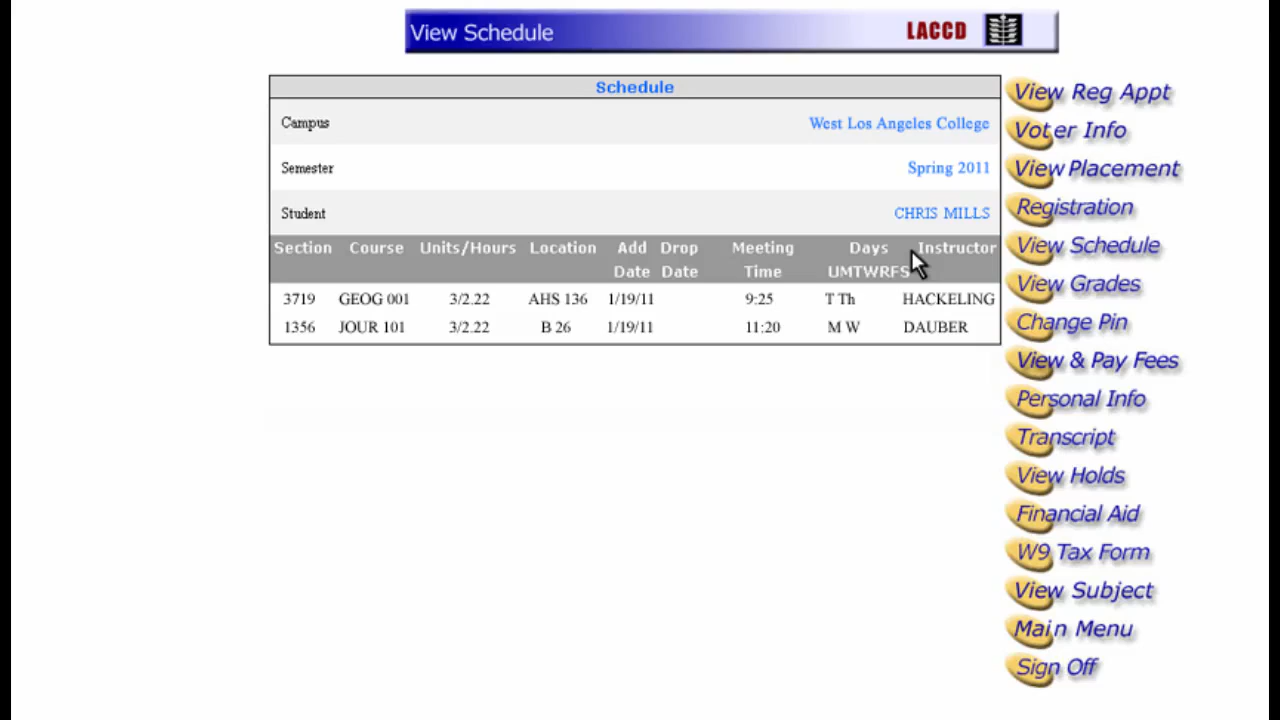 View Schedule LACCD
Schedule
Campus West Los Angeles College
Semester Spring 2011
Student CHRIS MILLS
Section Course Units/Hours Location Add Drop Meeting Days Instructor
Date Date Time UMTWRFS
3719 GEOG 001 3/2.22 AHS 136 1/19/11 9:25 T Th HACKELING
1356 JOUR 101 3/2.22 B 26 1/19/11 11:20 M W DAUBER
View Reg Appt
Voter Info
View Placement
Registration
View Schedule
View Grades
Change Pin
View & Pay Fees
Personal Info
Transcript
View Holds
Financial Aid
W9 Tax Form
View Subject
Main Menu
Sign Off